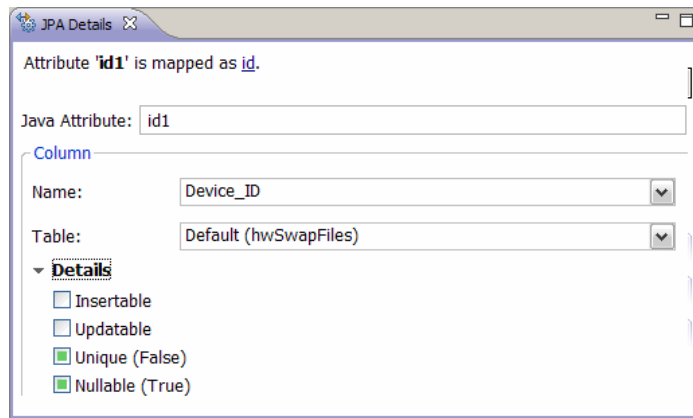 JPA Details
Attribute 'id1' is mapped as id.
Java Attribute: id1
Column
Name: Device_ID
Table: Default (hwSwapFiles)
Details
Insertable
Updatable
Unique (False)
Nullable (True)